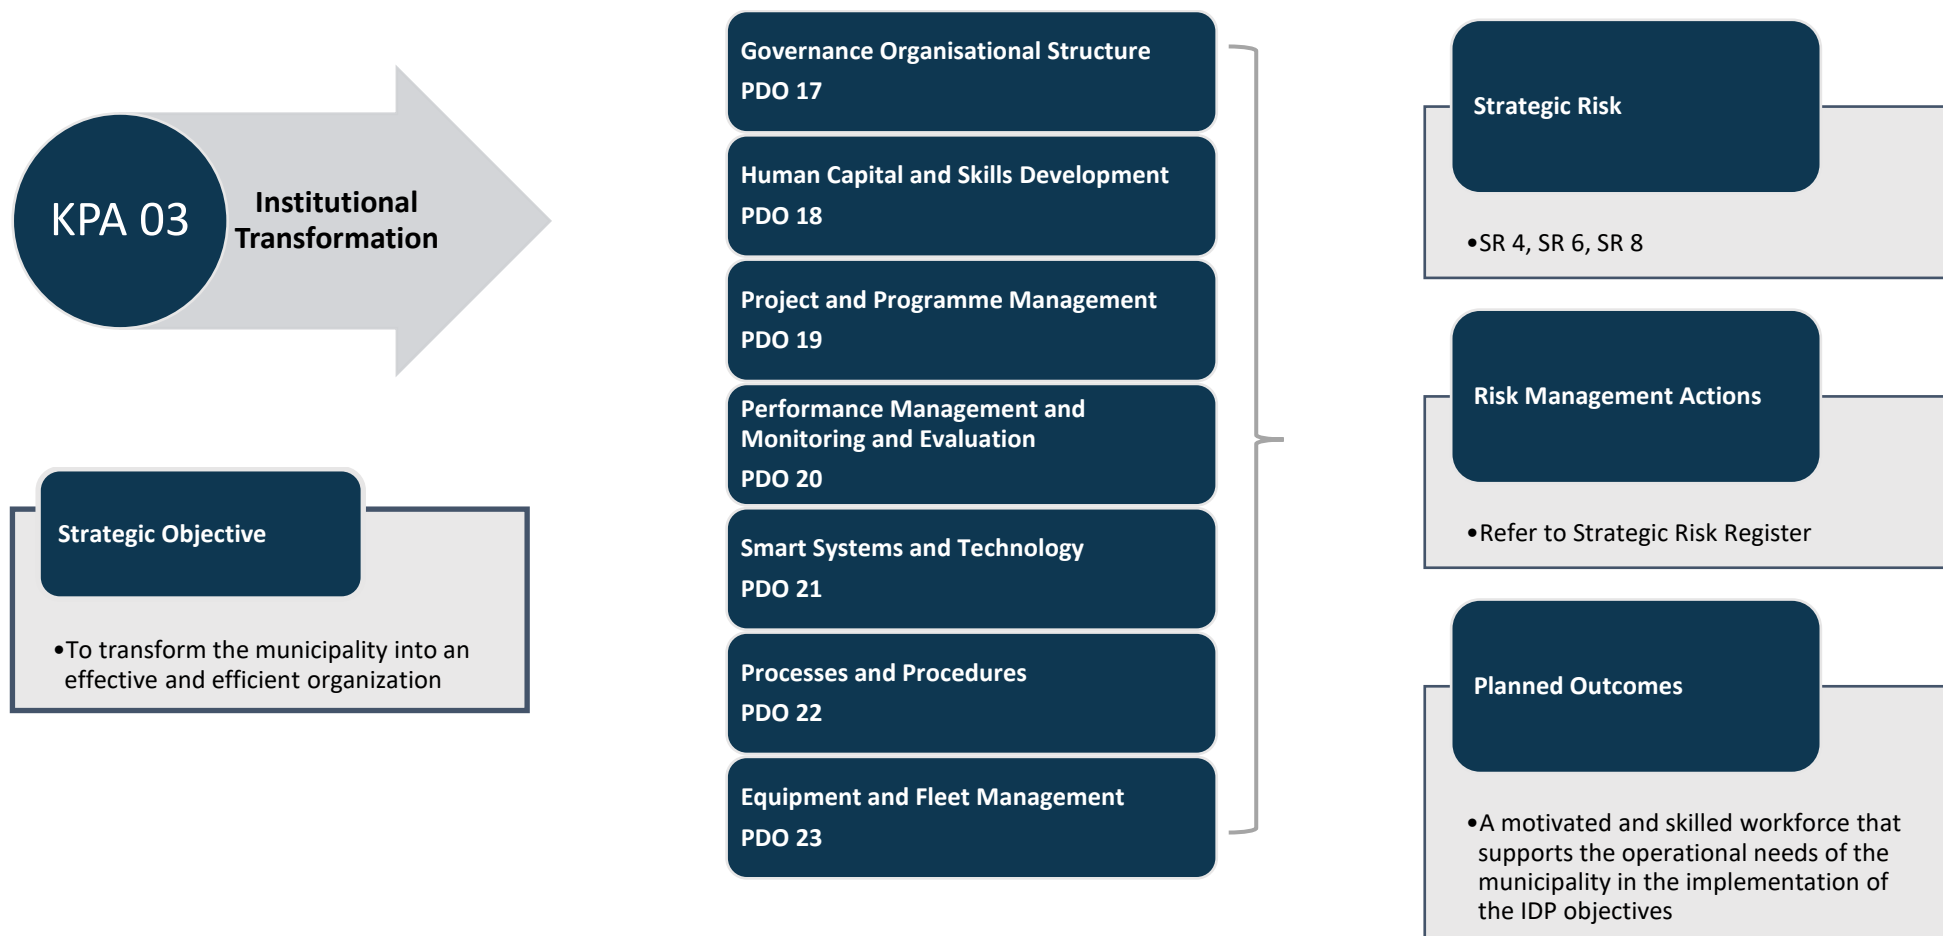 KPA 03
Institutional
Transformation
Strategic Objective
•To transform the municipality into an
effective and efficient organization
Governance Organisational Structure
PDO 17
Human Capital and Skills Development
PDO 18
Project and Programme Management
PDO 19
Performance Management and
Monitoring and Evaluation
PDO 20
Smart Systems and Technology
PDO 21
Processes and Procedures
PDO 22
Equipment and Fleet Management
PDO 23
Strategic Risk
•SR 4, SR 6, SR 8
Risk Management Actions
•Refer to Strategic Risk Register
Planned Outcomes
•A motivated and skilled workforce that
supports the operational needs of the
municipality in the implementation of
the IDP objectives